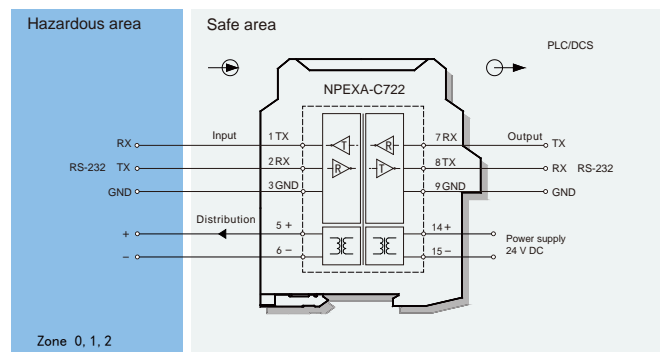 Hazardous area
Safe area
PLC/DCS
NPEXA-C722
RX Input 1 TX T R 7 RX Output TX
RS-232 TX 2 RX R T 8 TX RX RS-232
GND 3 GND 9 GND GND
+ Distribution 5 + 14 + Power supply
24 V DC
– 6 – 15 –
Zone 0, 1, 2